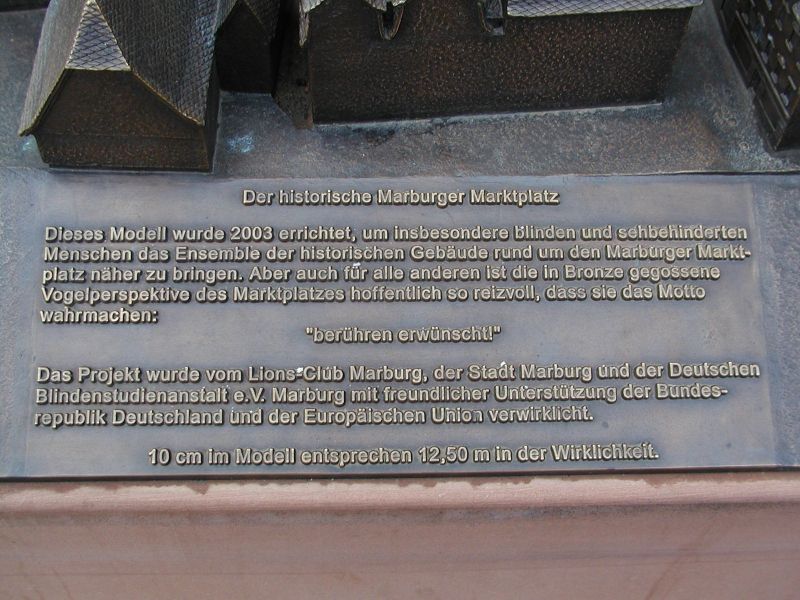 Der historische Marburger Marktplatz
Dieses Modell wurde 2003 errichtet, um insbesondere Blinden und sehbehinderten
Menschen das Ensemble der historischen Gebäude rund um den Marburger Markt-
platz näher zu bringen. Aber auch für alle anderen ist die in Bronze gegossene
Vogelperspektive des Marktplatzes hoffentlich so reizvoll, dass sie das Motto
wahrmachen:
"berühren erwünscht!"
Das Projekt wurde vom Lions-Club Marburg, der Stadt Marburg und der Deutschen
Blindenstudienanstalt e.V. Marburg mit freundlicher Unterstützung der Bundes-
republik Deutschland und der Europäischen Union verwirklicht.
10 cm im Modell entsprechen 12,50 m in der Wirklichkeit.